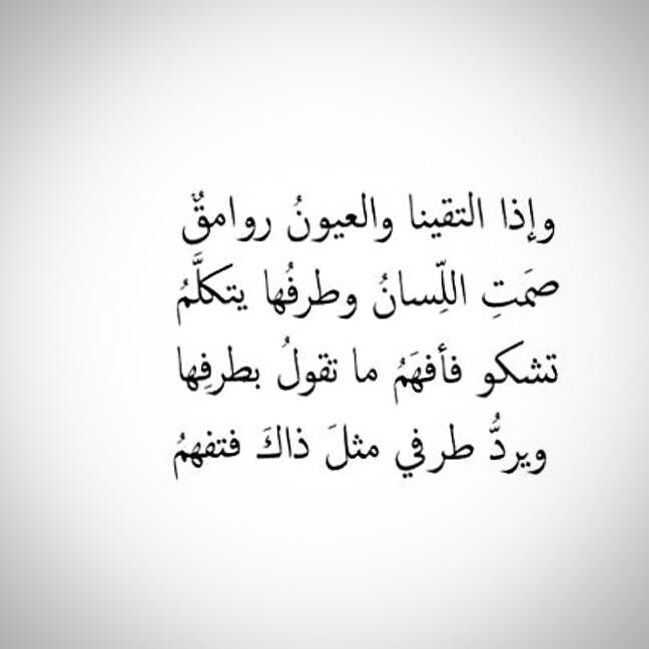 وإذا التقينا والعيونُ روامقٌ
صمَتِ اللِّسانُ وطرفُها يتكلَّمُ
تشكو فأفهَمُ ما تقولُ بطرفِها
ويردُّ طرفي مثلَ ذاكَ فتفهمُ